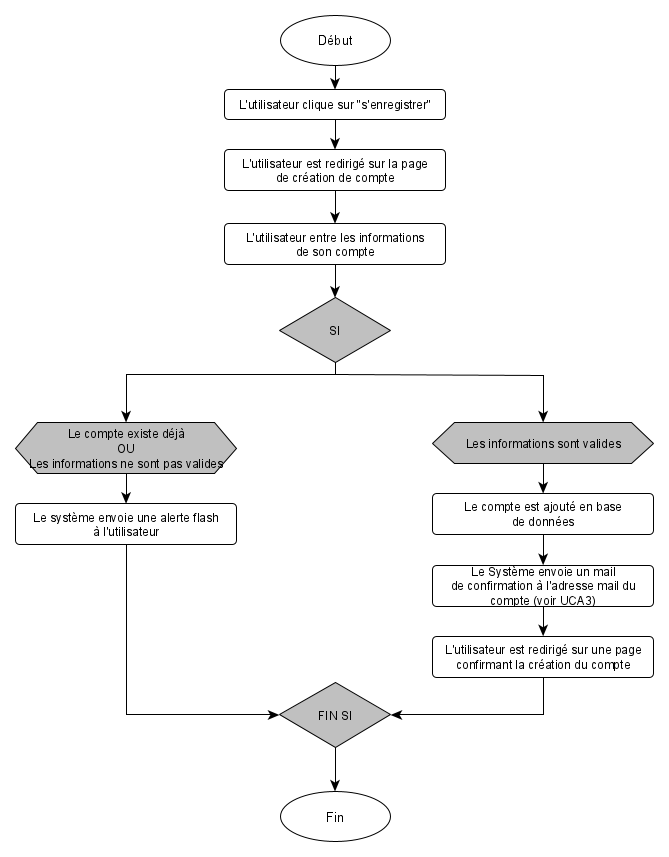 Début
L'utilisateur clique sur "s'enregistrer"
L'utilisateur est redirigé sur la page
de création de compte
L'utilisateur entre les informations
de son compte
SI
Le compte existe déjà
OU
Les informations ne sont pas valides
Les informations sont valides
Le système envoie une alerte flash
à l'utilisateur
Le compte est ajouté en base
de données
Le Système envoie un mail
de confirmation à l'adresse mail du
compte (voir UCA3)
L'utilisateur est redirigé sur une page
confirmant la création du compte
FIN SI
Fin